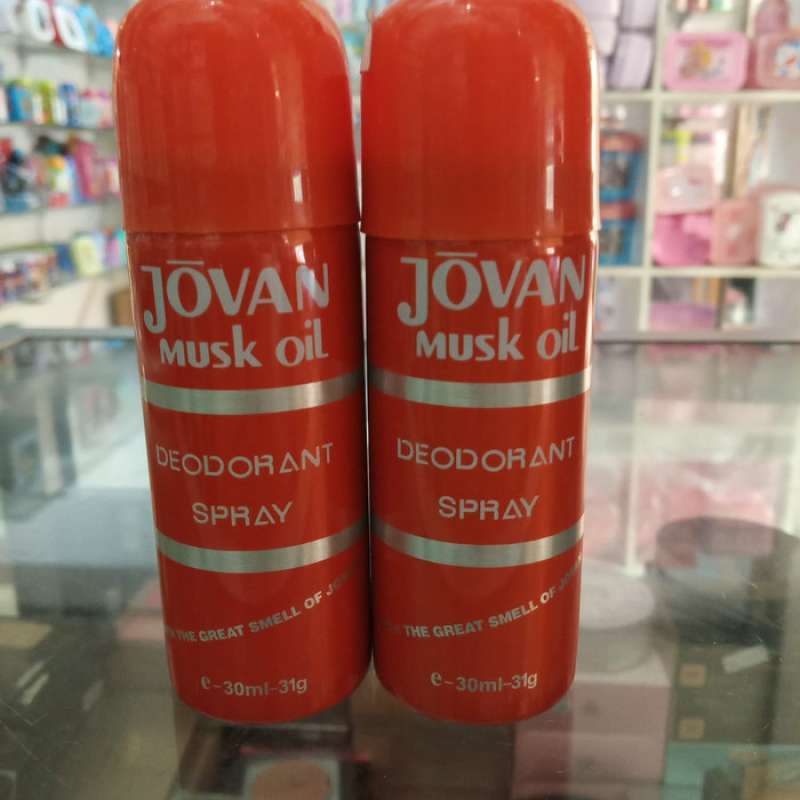 JŌVAN
MUSK OIL
DEODORANT
SPRAY
THE GREAT SMELL OF
e-30ml-31g
JŌVAN
MUSK OIL
DEODORANT
SPRAY
THE GREAT SMELL OF JOVAN
e-30ml-31g